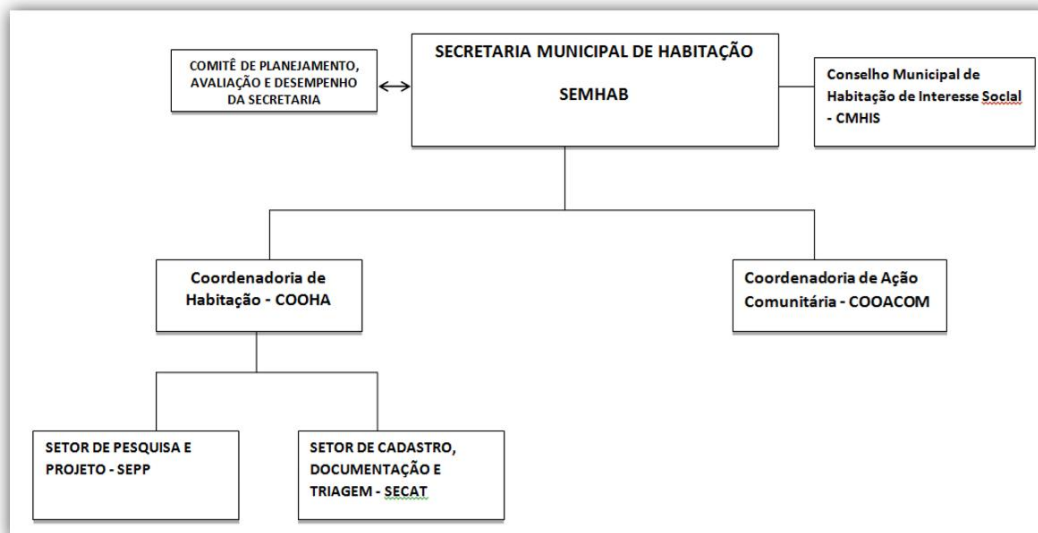 SECRETARIA MUNICIPAL DE HABITAÇÃO
SEMHAB
COMITÊ DE PLANEJAMENTO,
AVALIAÇÃO E DESEMPENHO
DA SECRETARIA
Conselho Municipal de
Habitação de Interesse Social
- CMHIS
Coordenadoria de
Habitação - COOHA
Coordenadoria de Ação
Comunitária - COOACOM
SETOR DE PESQUISA E
PROJETO - SEPP
SETOR DE CADASTRO,
DOCUMENTAÇÃO E
TRIAGEM - SECAT